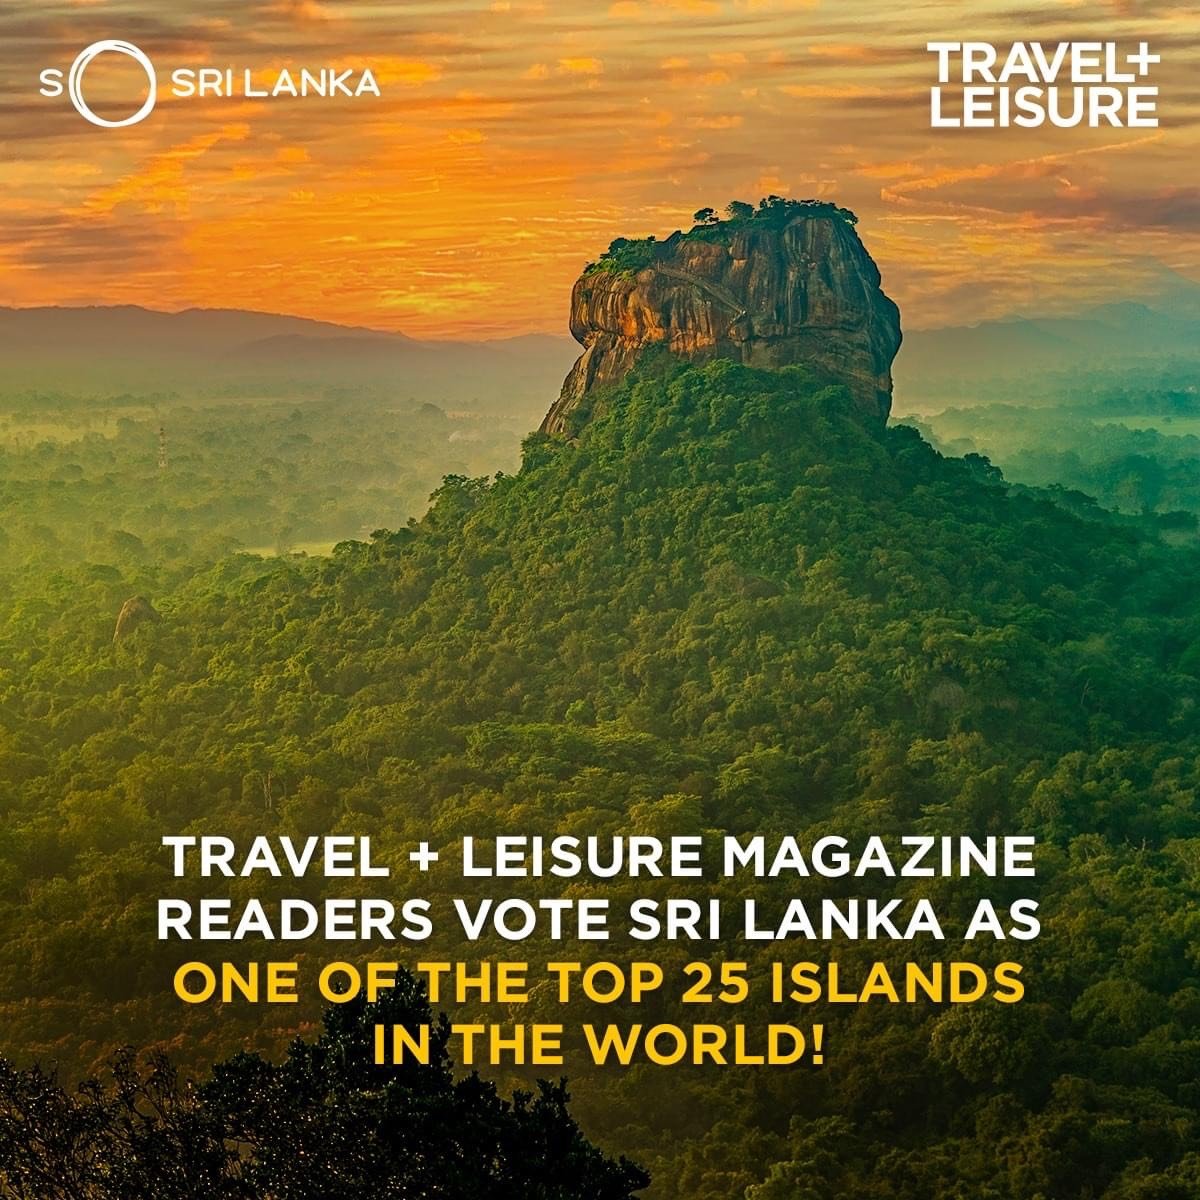 SO SRI LANKA
TRAVEL+
LEISURE
TRAVEL + LEISURE MAGAZINE
READERS VOTE SRI LANKA AS
ONE OF THE TOP 25 ISLANDS
IN THE WORLD!